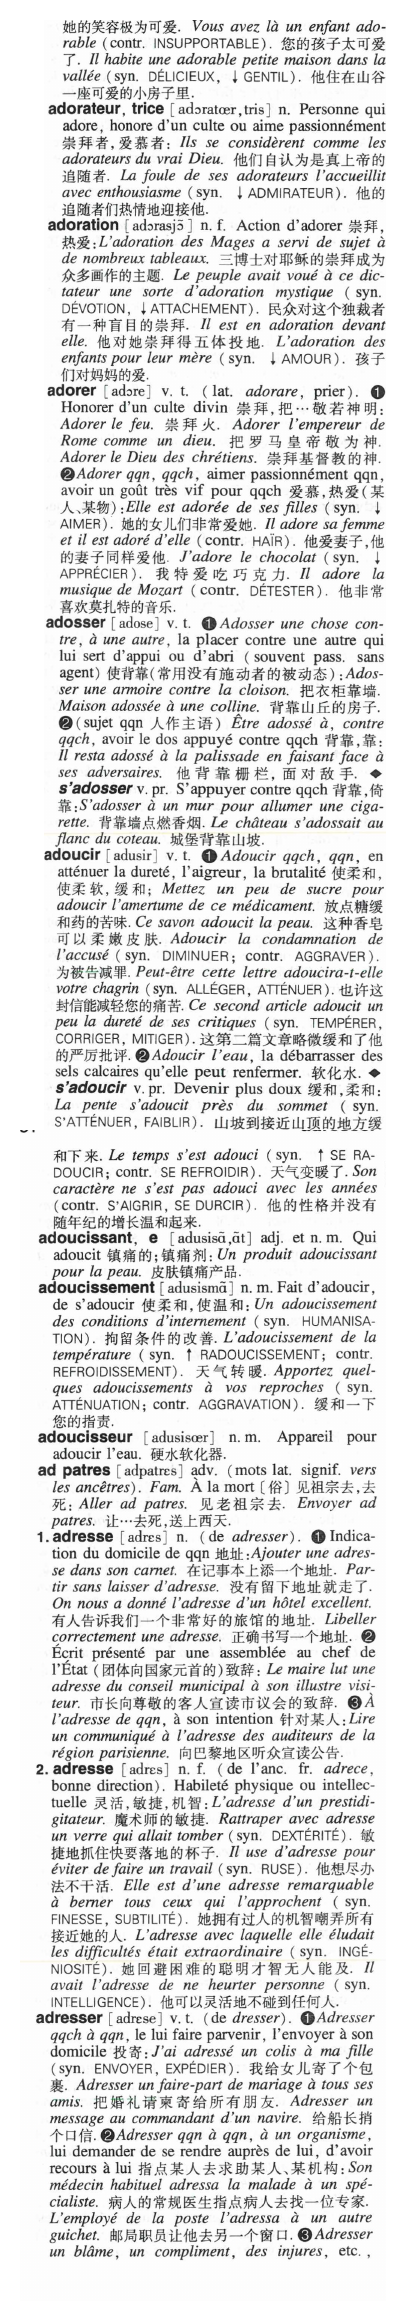 她的笑容极为可爱. Vous avez là un enfant ado-
rable (contr. INSUPPORTABLE). 您的孩子太可爱
了. Il habite une adorable petite maison dans la
vallée (syn. DÉLICIEUX, ↓ GENTIL). 他住在山谷
一座可爱的小房子里.
adorateur, trice [adɔratœr,tris] n. Personne qui
adore, honore d'un culte ou aime passionnément
崇拜者,爱慕者: Ils se considèrent comme les
adorateurs du vrai Dieu. 他们自认为是真上帝的
追随者. La foule de ses adorateurs l'accueillit
avec enthousiasme (syn. ↓ ADMIRATEUR). 他的
追随者们热情地迎接他.
adoration [adɔrasjɔ̃] n. f. Action d'adorer 崇拜,
热爱:L'adoration des Mages a servi de sujet à
de nombreux tableaux. 三博士对耶稣的崇拜成为
众多画作的主题. Le peuple avait voué à ce dic-
tateur une sorte d'adoration mystique (syn.
DÉVOTION, ↓ ATTACHEMENT). 民众对这个独裁者
有一种盲目的崇拜. Il est en adoration devant
elle. 他对她崇拜得五体投地. L'adoration des
enfants pour leur mère (syn. ↓ AMOUR). 孩子
们对妈妈的爱.
adorer [adɔre] v. t. (lat. adorare, prier). ❶
Honorer d'un culte divin 崇拜,把…敬若神明:
Adorer le feu. 崇拜火. Adorer l'empereur de
Rome comme un dieu. 把罗马皇帝敬为神.
Adorer le Dieu des chrétiens. 崇拜基督教的神.
❷Adorer qqn, qqch, aimer passionnément qqn,
avoir un goût très vif pour qqch 爱慕,热爱(某
人、某物):Elle est adorée de ses filles (syn. ↓
AIMER). 她的女儿们非常爱她. Il adore sa femme
et il est adoré d'elle (contr. HAÏR). 他爱妻子,他
的妻子同样爱他. J'adore le chocolat (syn. ↓
APPRÉCIER). 我特爱吃巧克力. Il adore la
musique de Mozart (contr. DÉTESTER). 他非常
喜欢莫扎特的音乐.
adosser [adose] v. t. ❶Adosser une chose con-
tre, à une autre, la placer contre une autre qui
lui sert d'appui ou d'abri (souvent pass. sans
agent) 使背靠(常用没有施动者的被动态):Ados-
ser une armoire contre la cloison. 把衣柜靠墙.
Maison adossée à une colline. 背靠山丘的房子.
❷(sujet qqn 人作主语) Être adossé à, contre
qqch, avoir le dos appuyé contre qqch 背靠,靠:
Il resta adossé à la palissade en faisant face à
ses adversaires. 他背靠栅栏, 面对敌手. ◆
s'adosser v. pr. S'appuyer contre qqch 背靠,倚
靠:S'adosser à un mur pour allumer une ciga-
rette. 背靠墙点燃香烟. Le château s'adossait au
flanc du coteau. 城堡背靠山坡.
adoucir [adusir] v. t. ❶Adoucir qqch, qqn, en
atténuer la dureté, l'aigreur, la brutalité 使柔和,
使柔软,缓和; Mettez un peu de sucre pour
adoucir l'amertume de ce médicament. 放点糖缓
和药的苦味. Ce savon adoucit la peau. 这种香皂
可以柔嫩皮肤. Adoucir la condamnation de
l'accusé (syn. DIMINUER; contr. AGGRAVER).
为被告减罪. Peut-être cette lettre adoucira-t-elle
votre chagrin (syn. ALLÉGER, ATTÉNUER). 也许这
封信能减轻您的痛苦. Ce second article adoucit un
peu la dureté de ses critiques (syn. TEMPÉRER,
CORRIGER, MITIGER). 这第二篇文章略微缓和了他
的严厉批评. ❷Adoucir l'eau, la débarrasser des
sels calcaires qu'elle peut renfermer. 软化水. ◆
s'adoucir v. pr. Devenir plus doux 缓和,柔和:
La pente s'adoucit près du sommet (syn.
S'ATTÉNUER, FAIBLIR). 山坡到接近山顶的地方缓
和下来. Le temps s'est adouci (syn. ↑ SE RA-
DOUCIR; contr. SE REFROIDIR). 天气变暖了. Son
caractère ne s'est pas adouci avec les années
(contr. S'AIGRIR, SE DURCIR). 他的性格并没有
随年纪的增长温和起来.
adoucissant, e [adusisɑ̃,ɑ̃t] adj. et n. m. Qui
adoucit 镇痛的; 镇痛剂: Un produit adoucissant
pour la peau. 皮肤镇痛产品.
adoucissement [adusismɑ̃] n. m. Fait d'adoucir,
de s'adoucir 使柔和,使温和: Un adoucissement
des conditions d'internement (syn. HUMANISA-
TION). 拘留条件的改善. L'adoucissement de la
température (syn. ↑ RADOUCISSEMENT; contr.
REFROIDISSEMENT). 天气转暖. Apportez quel-
ques adoucissements à vos reproches (syn.
ATTÉNUATION; contr. AGGRAVATION). 缓和一下
您的指责.
adoucisseur [adusisœr] n. m. Appareil pour
adoucir l'eau. 硬水软化器.
ad patres [adpatrɛs] adv. (mots lat. signif. vers
les ancêtres). Fam. À la mort [俗] 见祖宗去,去
死: Aller ad patres. 见老祖宗去. Envoyer ad
patres. 让…去死,送上西天.
1. adresse [adrɛs] n. (de adresser). ❶ Indica-
tion du domicile de qqn 地址:Ajouter une adres-
se dans son carnet. 在记事本上添一个地址. Par-
tir sans laisser d'adresse. 没有留下地址就走了.
On nous a donné l'adresse d'un hôtel excellent.
有人告诉我们一个非常好的旅馆的地址. Libeller
correctement une adresse. 正确书写一个地址. ❷
Écrit présenté par une assemblée au chef de
l'État (团体向国家元首的)致辞: Le maire lut une
adresse du conseil municipal à son illustre visi-
teur. 市长向尊敬的客人宣读市议会的致辞. ❸À
l'adresse de qqn, à son intention 针对某人:Lire
un communiqué à l'adresse des auditeurs de la
région parisienne. 向巴黎地区听众宣读公告.
2. adresse [adrɛs] n. f. (de l'anc. fr. adrece,
bonne direction). Habileté physique ou intellec-
tuelle 灵活,敏捷,机智:L'adresse d'un prestidi-
gitateur. 魔术师的敏捷. Rattraper avec adresse
un verre qui allait tomber (syn. DEXTÉRITÉ). 敏
捷地抓住快要落地的杯子. Il use d'adresse pour
éviter de faire un travail (syn. RUSE). 他想尽办
法不干活. Elle est d'une adresse remarquable
à berner tous ceux qui l'approchent (syn.
FINESSE, SUBTILITÉ). 她拥有过人的机智嘲弄所有
接近她的人. L'adresse avec laquelle elle éludait
les difficultés était extraordinaire (syn. INGÉ-
NIOSITÉ). 她回避困难的聪明才智无人能及. Il
avait l'adresse de ne heurter personne (syn.
INTELLIGENCE). 他可以灵活地不碰到任何人.
adresser [adrese] v. t. (de dresser). ❶Adresser
qqch à qqn, le lui faire parvenir, l'envoyer à son
domicile 投寄:J'ai adressé un colis à ma fille
(syn. ENVOYER, EXPÉDIER). 我给女儿寄了个包
裹. Adresser un faire-part de mariage à tous ses
amis. 把婚礼请柬寄给所有朋友. Adresser un
message au commandant d'un navire. 给船长捎
个口信. ❷Adresser qqn à qqn, à un organisme,
lui demander de se rendre auprès de lui, d'avoir
recours à lui 指点某人去求助某人、某机构:Son
médecin habituel adressa la malade à un spé-
cialiste. 病人的常规医生指点病人去找一位专家.
L'employé de la poste l'adressa à un autre
guichet. 邮局职员让他去另一个窗口. ❸Adresser
un blâme, un compliment, des injures, etc.,